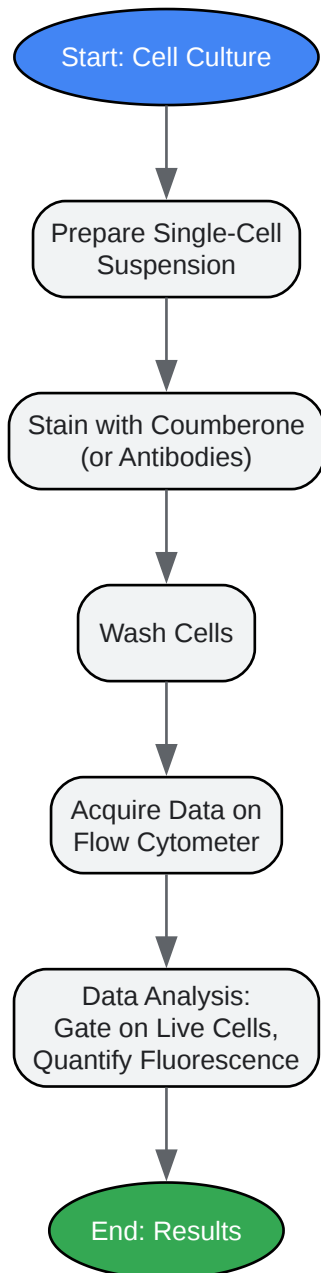 Start: Cell Culture
Prepare Single-Cell
Suspension
Stain with Coumberone
(or Antibodies)
Wash Cells
Acquire Data on
Flow Cytometer
Data Analysis:
Gate on Live Cells,
Quantify Fluorescence
End: Results